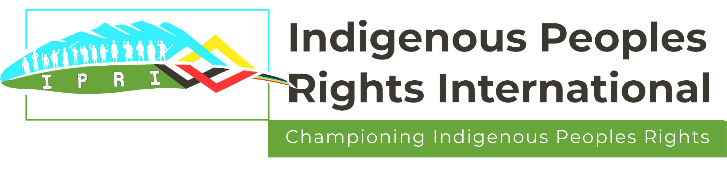 IPRI
Indigenous Peoples
Rights International
Championing Indigenous Peoples Rights